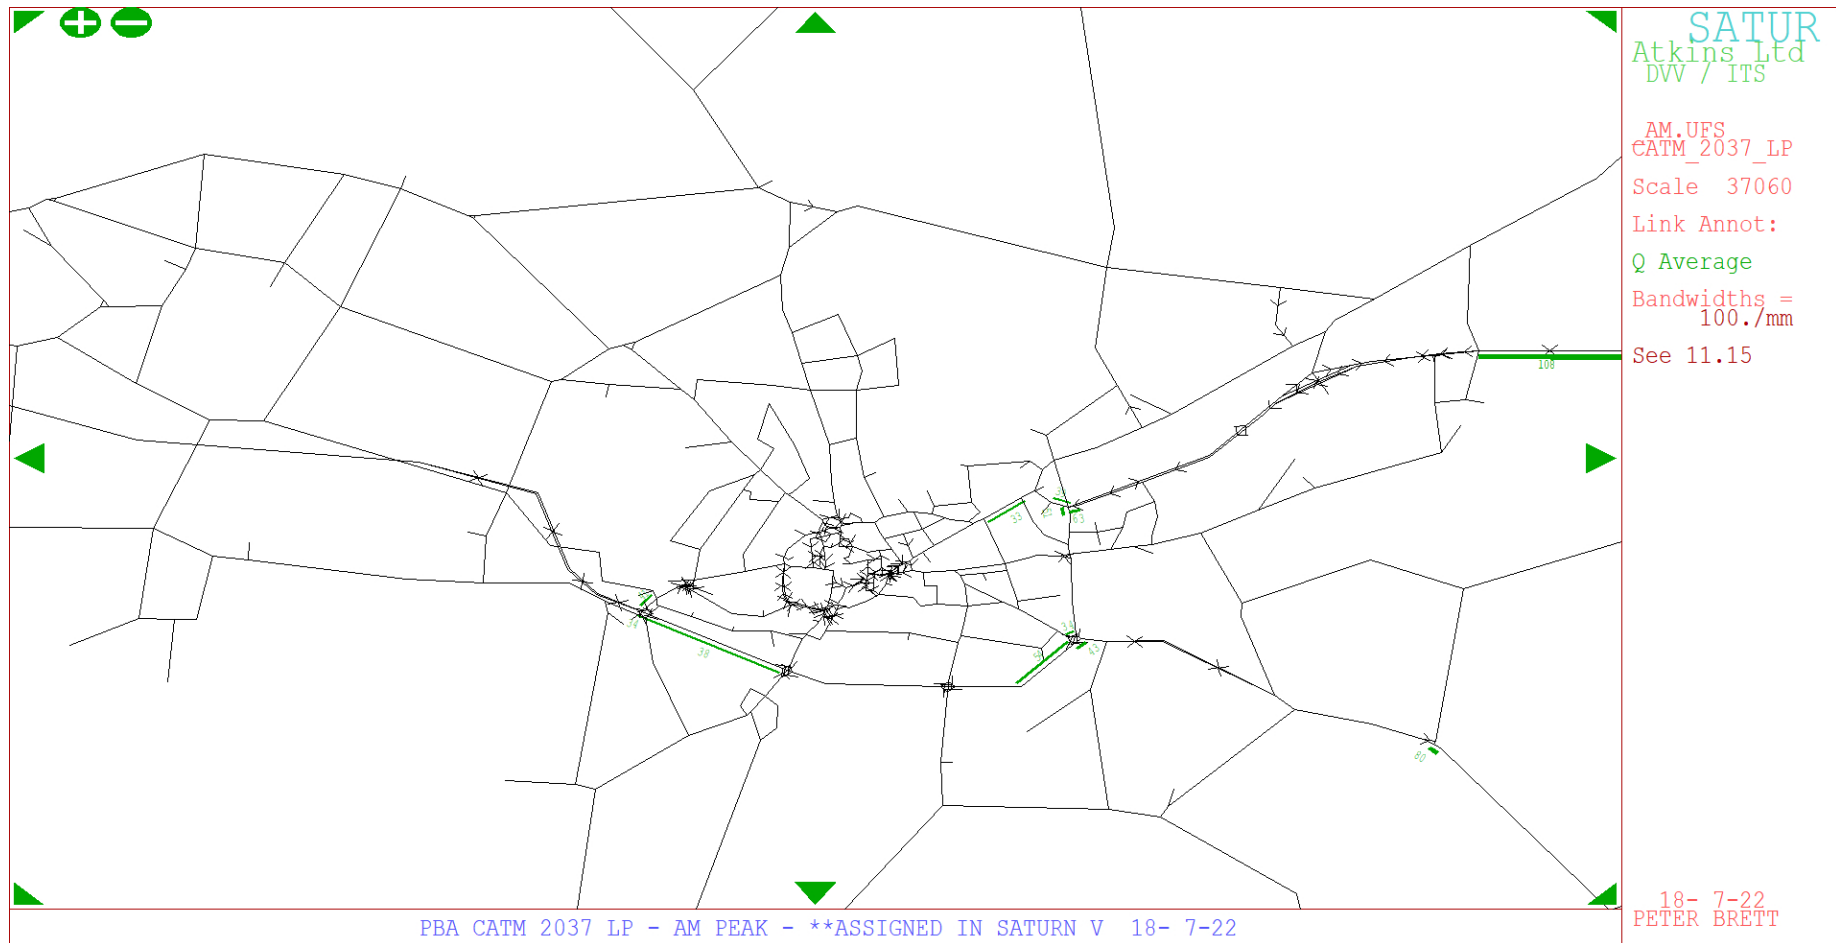 SATUR
Atkins Ltd
DVV / ITS
_AM.UFS
CATM_2037_LP
Scale 37060
Link Annot:
Q Average
Bandwidths =
100./mm
See 11.15
108
33
63
34
38
34
43
80
18- 7-22
PETER BRETT
PBA CATM 2037 LP - AM PEAK - **ASSIGNED IN SATURN V 18- 7-22